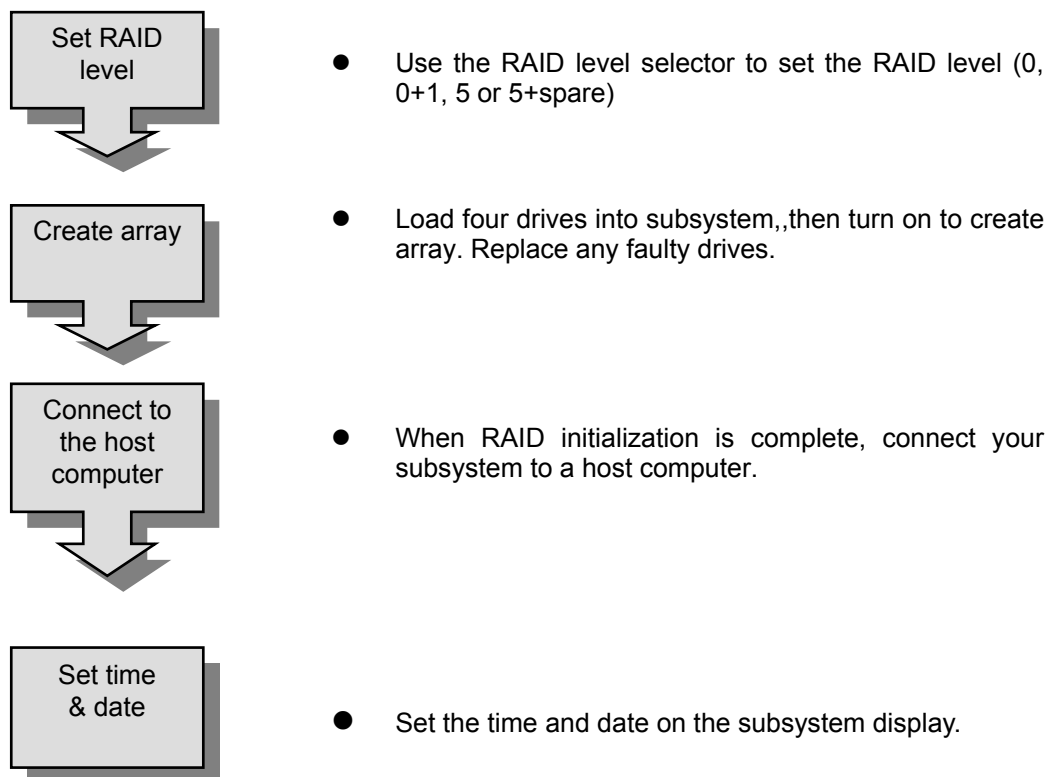 Set RAID
level
● Use the RAID level selector to set the RAID level (0,
0+1, 5 or 5+spare)
Create array
● Load four drives into subsystem,,then turn on to create
array. Replace any faulty drives.
Connect to
the host
computer
● When RAID initialization is complete, connect your
subsystem to a host computer.
Set time
& date
● Set the time and date on the subsystem display.